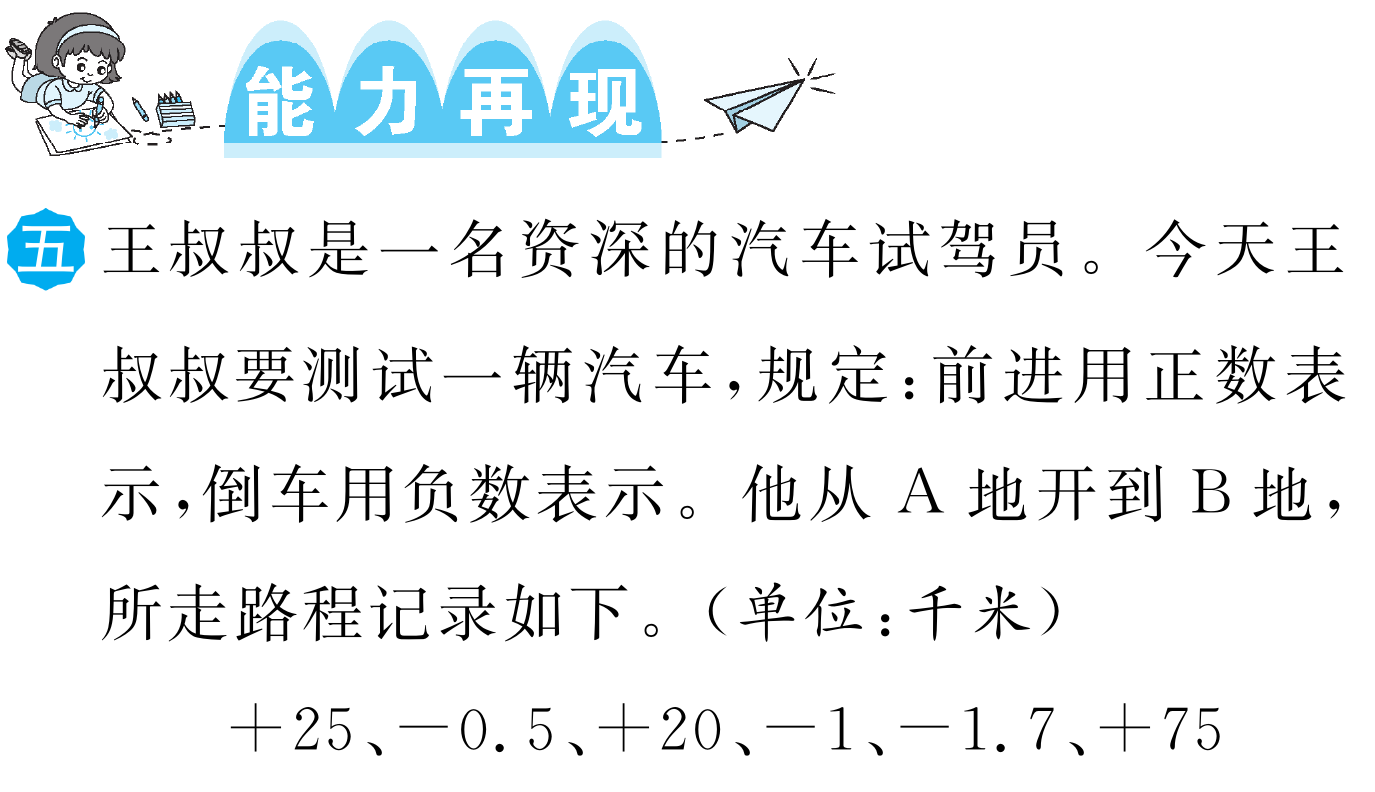 能力再现
五 王叔叔是一名资深的汽车试驾员。今天王
叔叔要测试一辆汽车,规定:前进用正数表
示,倒车用负数表示。他从 A 地开到 B 地,
所走路程记录如下。(单位:千米)
+25、-0.5、+20、-1、-1.7、+75